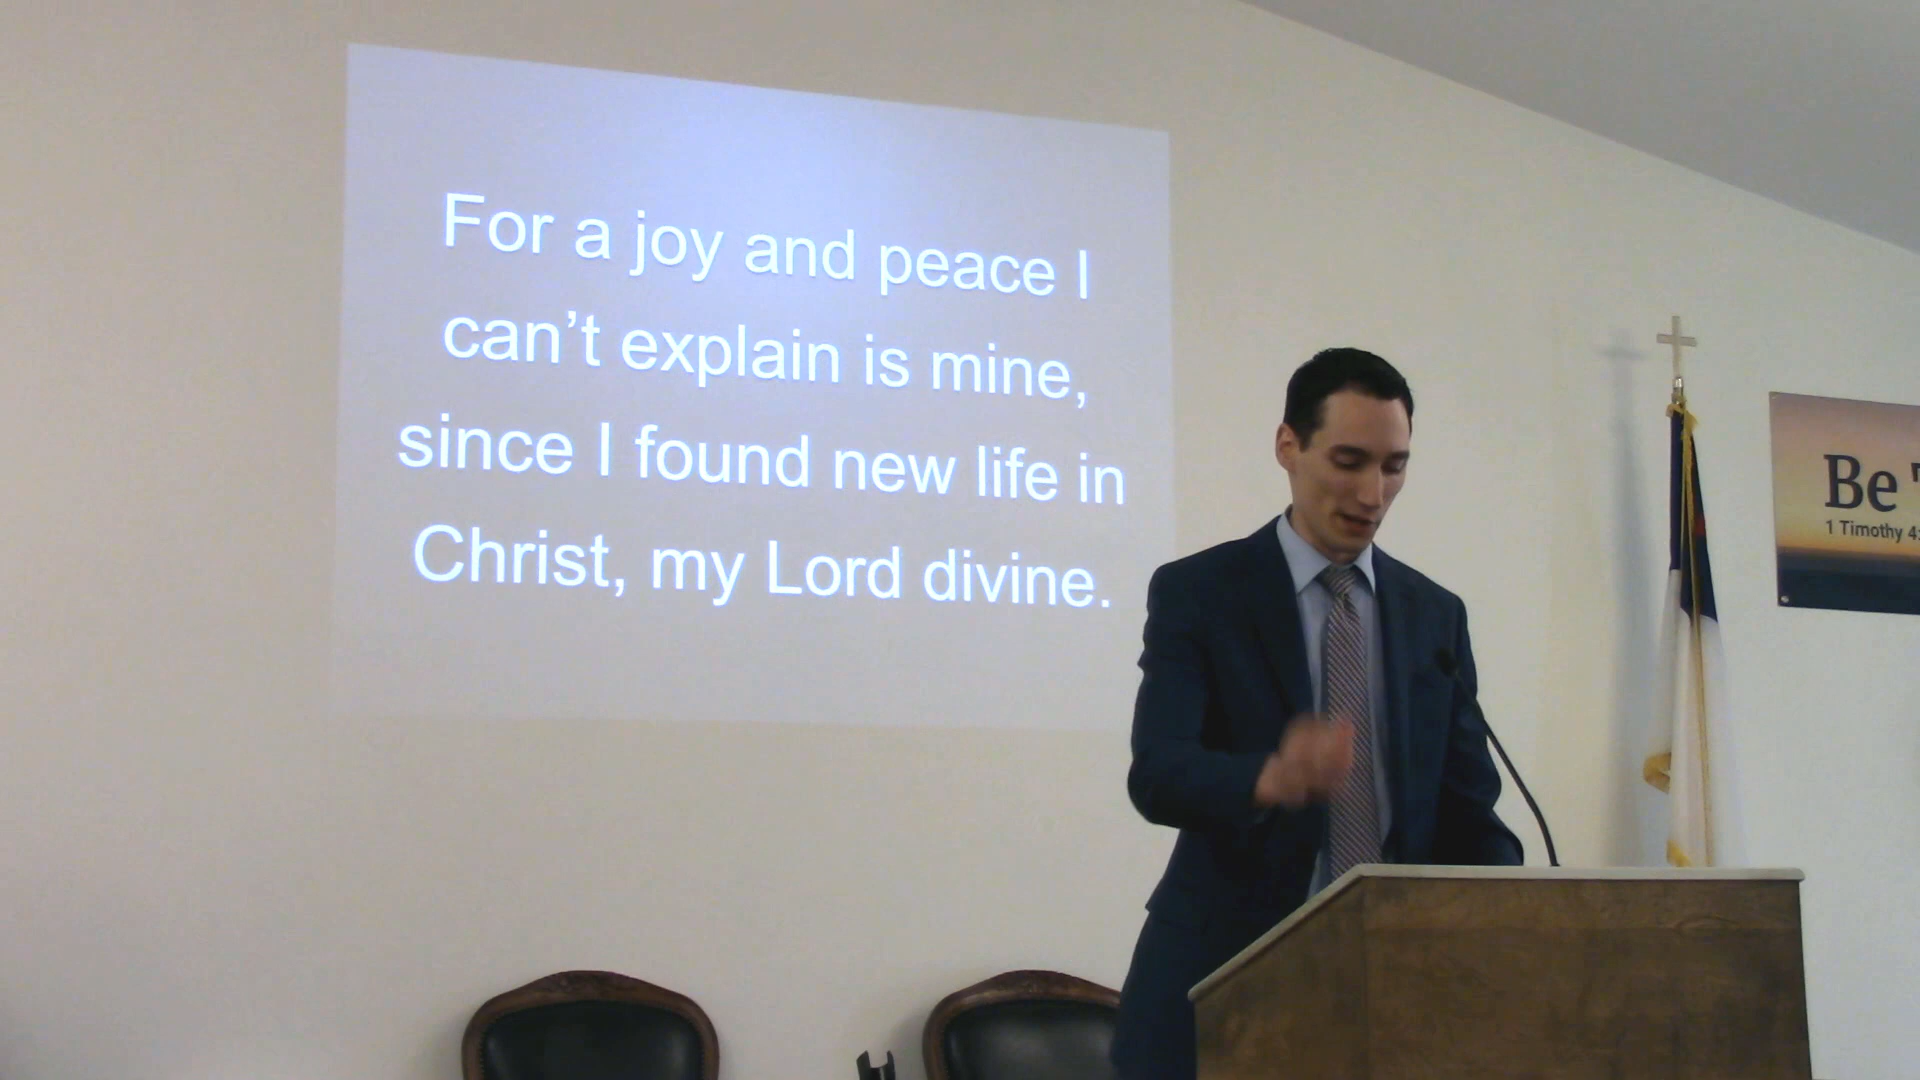 For a joy and peace I
can’t explain is mine,
since I found new life in
Christ, my Lord divine.
Be
1 Timothy 4: